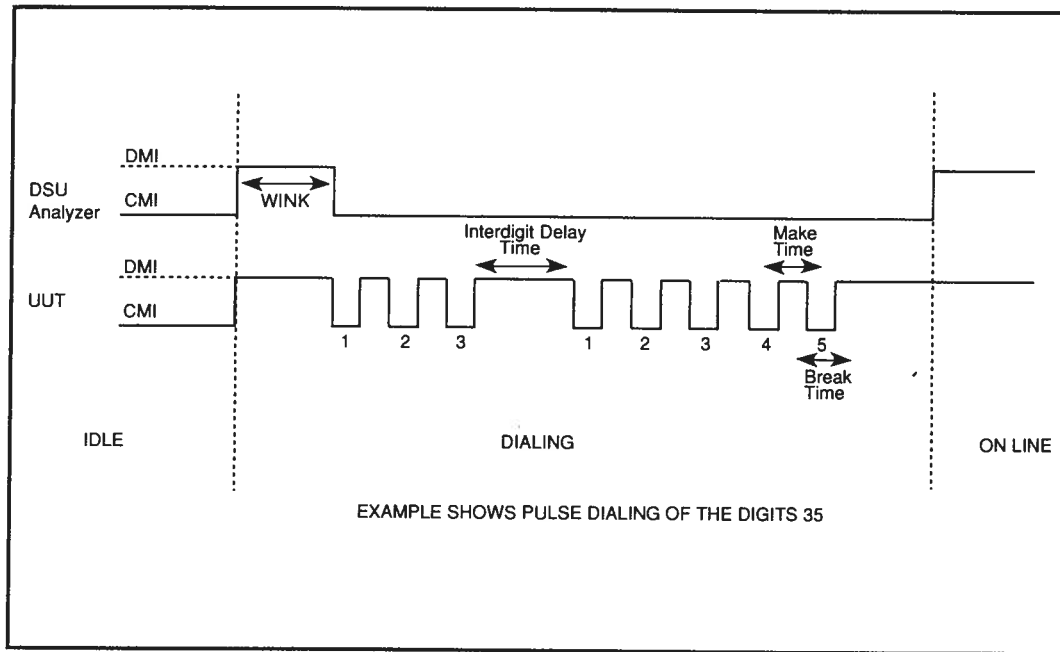 DMI
DSU
Analyzer
CMI
WINK
Interdigit Delay
Time
Make
Time
DMI
UUT
CMI
1 2 3 1 2 3 4 5
Break
Time
IDLE DIALING ON LINE
EXAMPLE SHOWS PULSE DIALING OF THE DIGITS 35